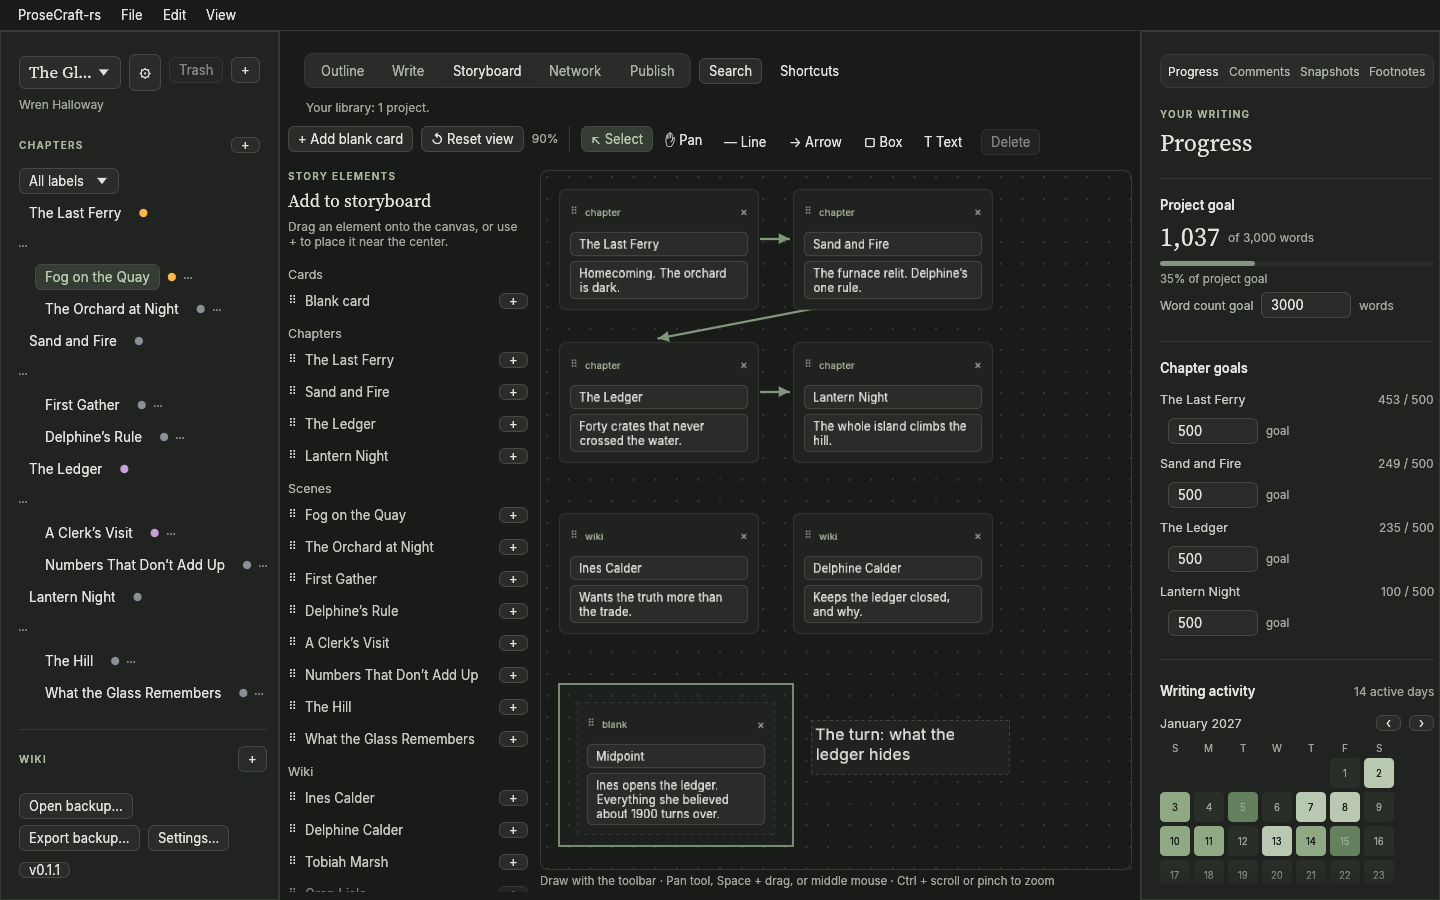 ProseCraft-rs File Edit View
The Gl... Trash +
Wren Halloway
CHAPTERS +
All labels
The Last Ferry
...
Fog on the Quay ...
The Orchard at Night ...
Sand and Fire
...
First Gather ...
Delphine's Rule ...
The Ledger
...
A Clerk's Visit ...
Numbers That Don't Add Up ...
Lantern Night
...
The Hill ...
What the Glass Remembers ...
WIKI +
Open backup...
Export backup... Settings...
v0.1.1
Outline Write Storyboard Network Publish Search Shortcuts
Your library: 1 project.
+ Add blank card Reset view 90% Select Pan Line Arrow Box T Text Delete
STORY ELEMENTS
Add to storyboard
Drag an element onto the canvas, or use
+ to place it near the center.
Cards
Blank card +
Chapters
The Last Ferry +
Sand and Fire +
The Ledger +
Lantern Night +
Scenes
Fog on the Quay +
The Orchard at Night +
First Gather +
Delphine's Rule +
A Clerk's Visit +
Numbers That Don't Add Up +
The Hill +
What the Glass Remembers +
Wiki
Ines Calder +
Delphine Calder +
Tobiah Marsh +
chapter ×
The Last Ferry
Homecoming. The orchard
is dark.
chapter ×
Sand and Fire
The furnace relit. Delphine's
one rule.
chapter ×
The Ledger
Forty crates that never
crossed the water.
chapter ×
Lantern Night
The whole island climbs the
hill.
wiki ×
Ines Calder
Wants the truth more than
the trade.
wiki ×
Delphine Calder
Keeps the ledger closed,
and why.
blank ×
Midpoint
Ines opens the ledger.
Everything she believed
about 1900 turns over.
The turn: what the
ledger hides
Draw with the toolbar · Pan tool, Space + drag, or middle mouse · Ctrl + scroll or pinch to zoom
Progress Comments Snapshots Footnotes
YOUR WRITING
Progress
Project goal
1,037 of 3,000 words
35% of project goal
Word count goal 3000 words
Chapter goals
The Last Ferry 453 / 500
500 goal
Sand and Fire 249 / 500
500 goal
The Ledger 235 / 500
500 goal
Lantern Night 100 / 500
500 goal
Writing activity 14 active days
January 2027 ‹ ›
S M T W T F S
1 2
3 4 5 6 7 8 9
10 11 12 13 14 15 16
17 18 19 20 21 22 23